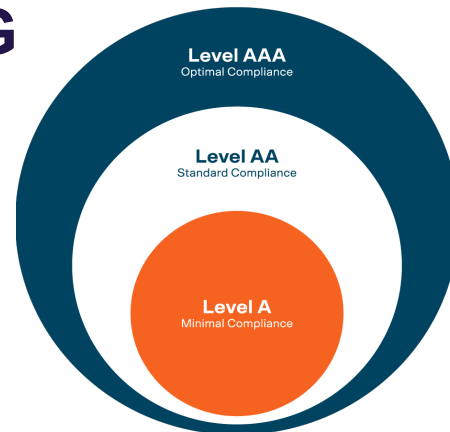 G
Level AAA
Optimal Compliance
Level AA
Standard Compliance
Level A
Minimal Compliance